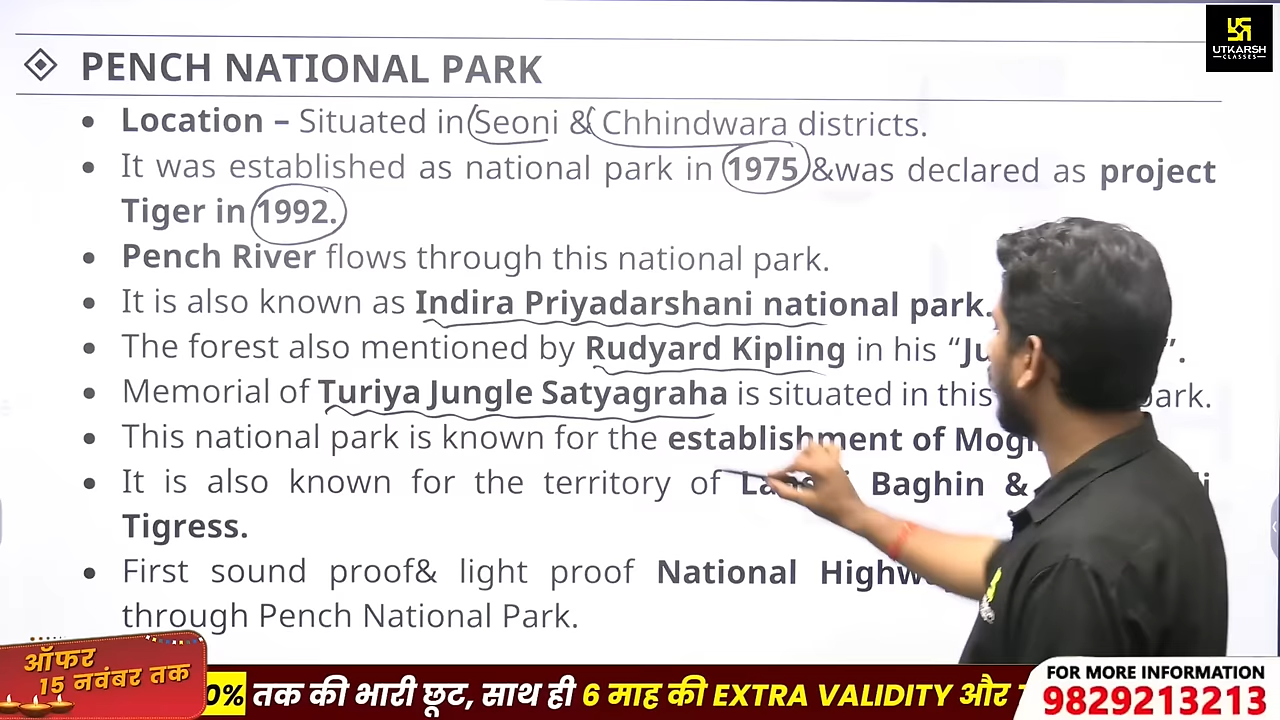 UTKARSH
CLASSES
PENCH NATIONAL PARK
• Location – Situated in Seoni & Chhindwara districts.
• It was established as national park in 1975 &was declared as project
Tiger in 1992.
• Pench River flows through this national park.
• It is also known as Indira Priyadarshani national park.
• The forest also mentioned by Rudyard Kipling in his “ ”.
• Memorial of Turiya Jungle Satyagraha is situated in this
• This national park is known for the establishment of
• It is also known for the territory of Baghin &
Tigress.
• First sound proof& light proof National
through Pench National Park.
ऑफर
15 नवंबर तक
0% तक की भारी छूट, साथ ही 6 माह की EXTRA VALIDITY और
FOR MORE INFORMATION
9829213213